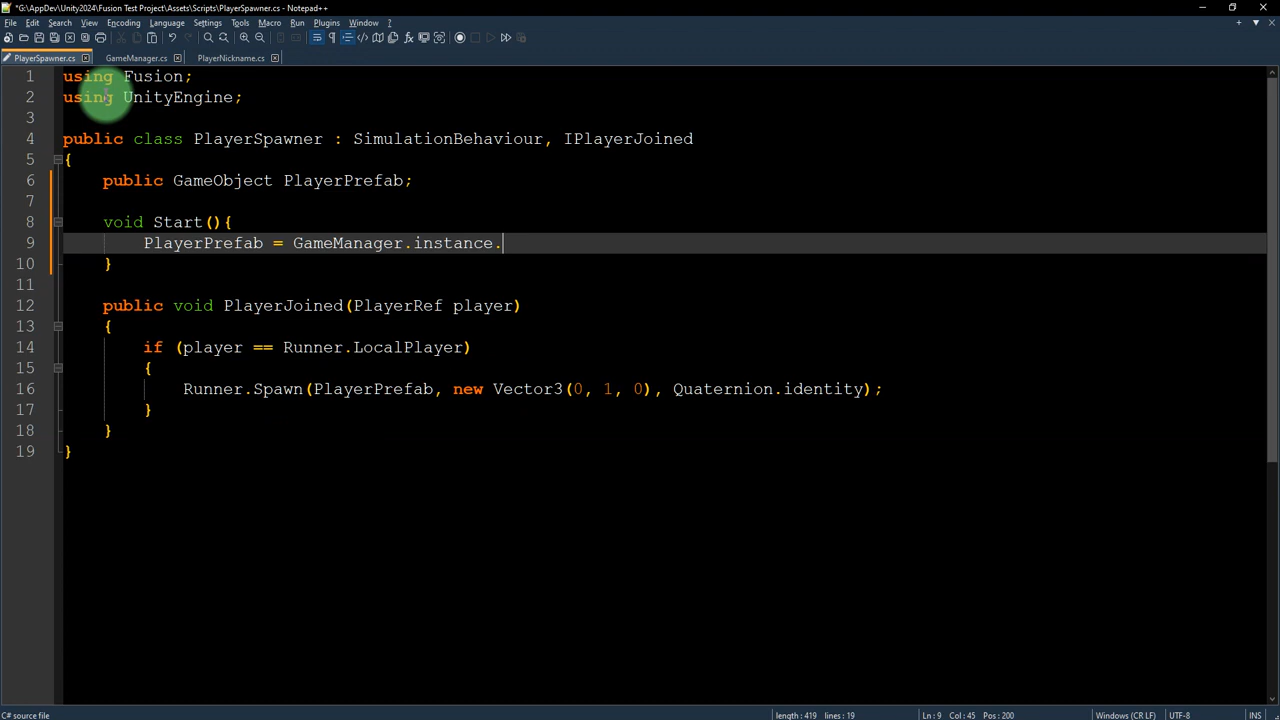 *G:\AppDev\Unity2024\Fusion Test Project\Assets\Scripts\PlayerSpawner.cs - Notepad++
File Edit Search View Encoding Language Settings Tools Macro Run Plugins Window ?
PlayerSpawner.cs GameManager.cs PlayerNickname.cs
1 using Fusion;
2 using UnityEngine;
3
4 public class PlayerSpawner : SimulationBehaviour, IPlayerJoined
5 {
6 public GameObject PlayerPrefab;
7
8 void Start(){
9 PlayerPrefab = GameManager.instance.
10 }
11
12 public void PlayerJoined(PlayerRef player)
13 {
14 if (player == Runner.LocalPlayer)
15 {
16 Runner.Spawn(PlayerPrefab, new Vector3(0, 1, 0), Quaternion.identity);
17 }
18 }
19 }
C# source file length : 419 lines : 19 Ln : 9 Col : 45 Pos : 200 Windows (CR LF) UTF-8 INS